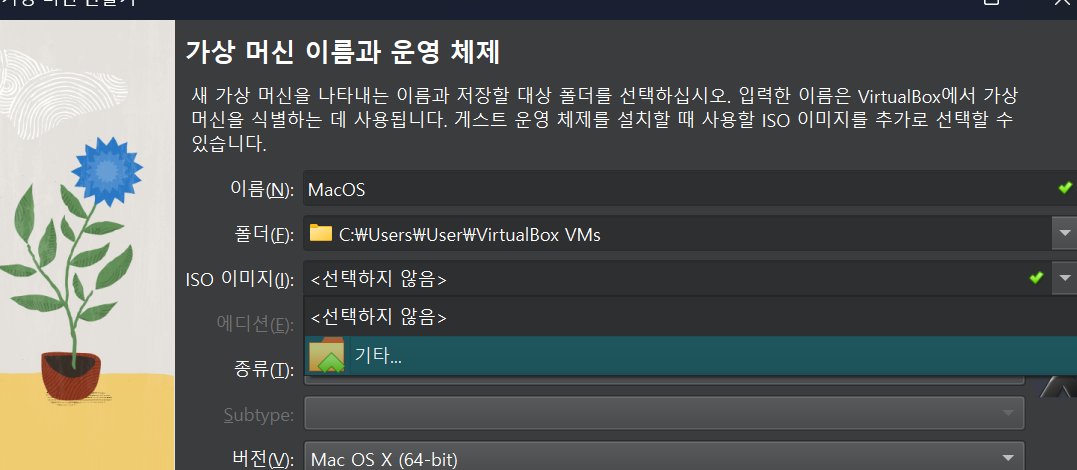 가상 머신 이름과 운영 체제
새 가상 머신을 나타내는 이름과 저장할 대상 폴더를 선택하십시오. 입력한 이름은 VirtualBox에서 가상
머신을 식별하는 데 사용됩니다. 게스트 운영 체제를 설치할 때 사용할 ISO 이미지를 추가로 선택할 수
있습니다.
이름(N): MacOS
폴더(F): C:₩Users₩User₩VirtualBox VMs
ISO 이미지(I): <선택하지 않음>
<선택하지 않음>
에디션(E):
기타...
종류(T):
Subtype:
버전(V): Mac OS X (64-bit)